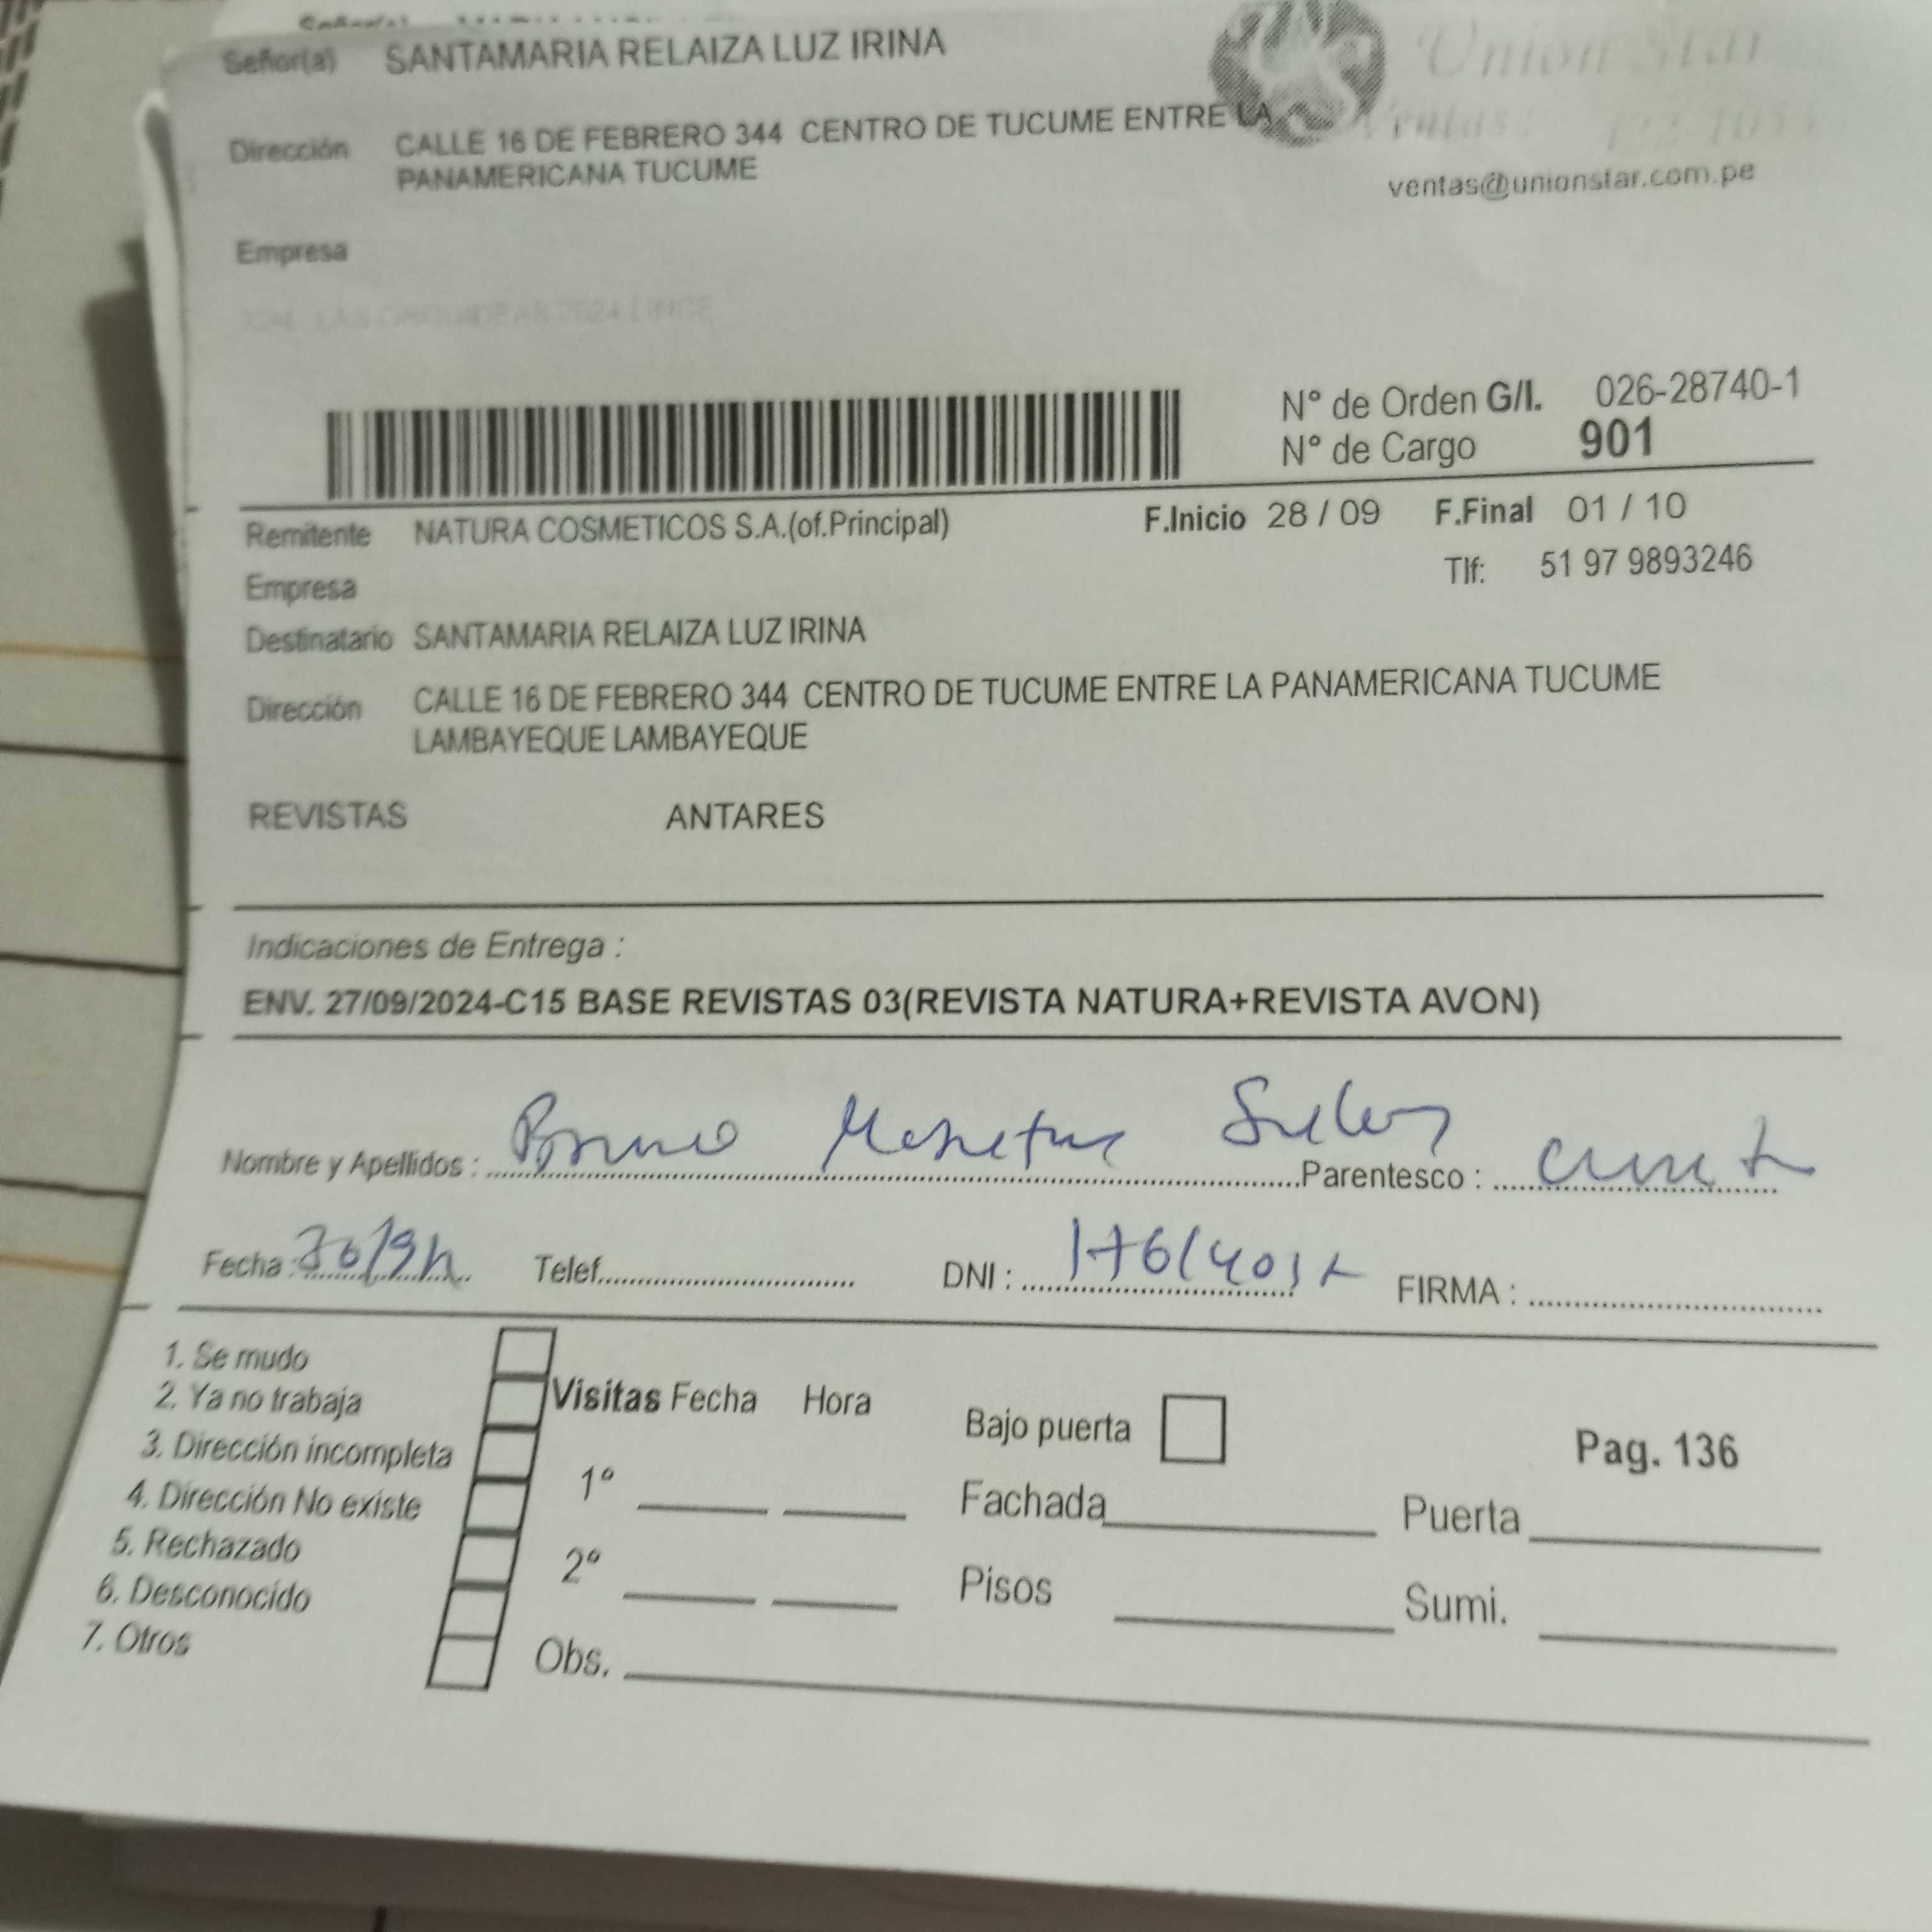 Señor(a) SANTAMARIA RELAIZA LUZ IRINA
Union Star
Dirección CALLE 16 DE FEBRERO 344 CENTRO DE TUCUME ENTRE LA
PANAMERICANA TUCUME
Ventas:
ventas@unionstar.com.pe
Empresa
N° de Orden G/I. 026-28740-1
N° de Cargo 901
Remitente NATURA COSMETICOS S.A.(of.Principal) F.Inicio 28 / 09 F.Final 01 / 10
Empresa Tlf: 51 97 9893246
Destinatario SANTAMARIA RELAIZA LUZ IRINA
Dirección CALLE 16 DE FEBRERO 344 CENTRO DE TUCUME ENTRE LA PANAMERICANA TUCUME
LAMBAYEQUE LAMBAYEQUE
REVISTAS ANTARES
Indicaciones de Entrega :
ENV. 27/09/2024-C15 BASE REVISTAS 03(REVISTA NATURA+REVISTA AVON)
Nombre y Apellidos : Bruno Parentesco :
Fecha : Telef. DNI : FIRMA :
1. Se mudo
2. Ya no trabaja
3. Dirección incompleta
4. Dirección No existe
5. Rechazado
6. Desconocido
7. Otros
Visitas Fecha Hora
1°
2°
Obs.
Bajo puerta
Fachada
Pisos
Pag. 136
Puerta
Sumi.